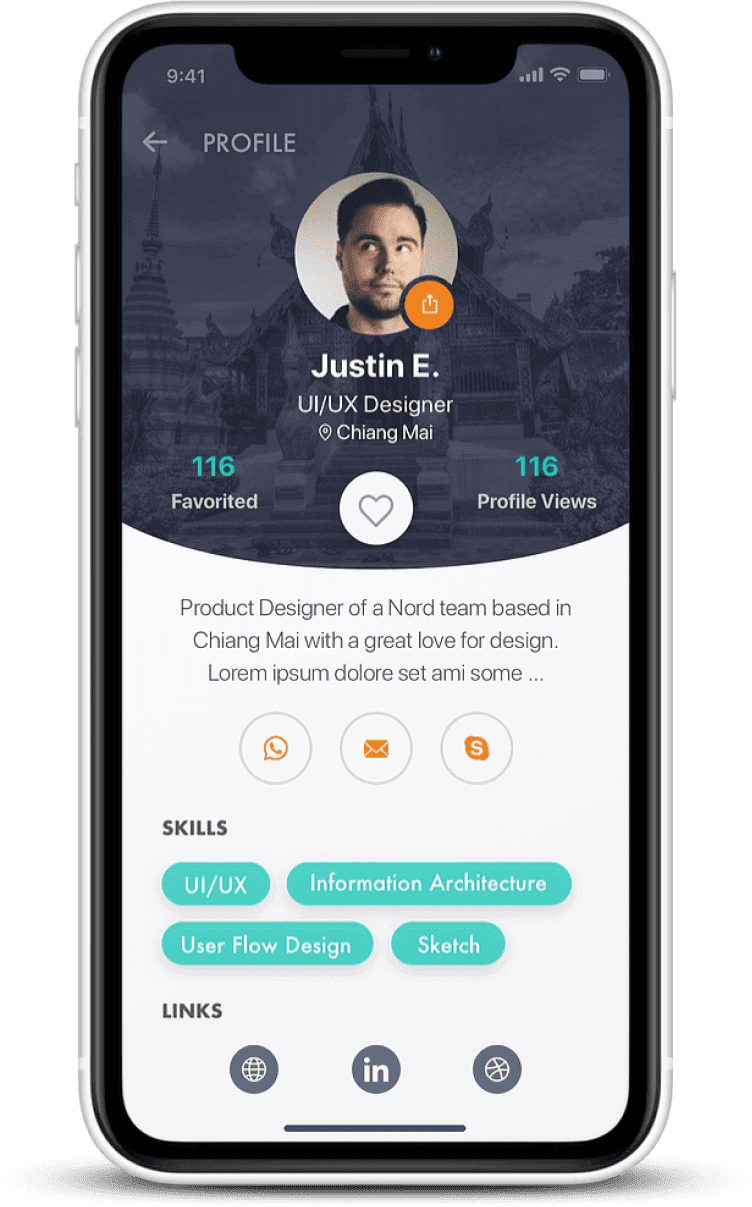 9:41
PROFILE
Justin E.
UI/UX Designer
Chiang Mai
116
Favorited
116
Profile Views
Product Designer of a Nord team based in
Chiang Mai with a great love for design.
Lorem ipsum dolore set ami some ...
S
SKILLS
UI/UX
Information Architecture
User Flow Design
Sketch
LINKS
in